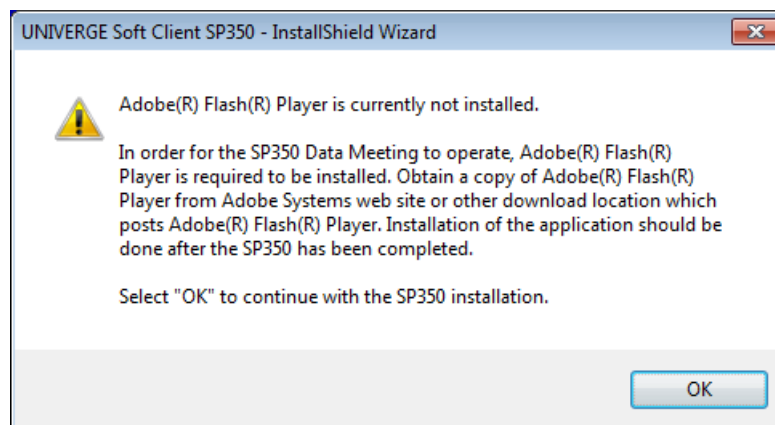 UNIVERGE Soft Client SP350 - InstallShield Wizard
Adobe(R) Flash(R) Player is currently not installed.
In order for the SP350 Data Meeting to operate, Adobe(R) Flash(R)
Player is required to be installed. Obtain a copy of Adobe(R) Flash(R)
Player from Adobe Systems web site or other download location which
posts Adobe(R) Flash(R) Player. Installation of the application should be
done after the SP350 has been completed.
Select "OK" to continue with the SP350 installation.
OK